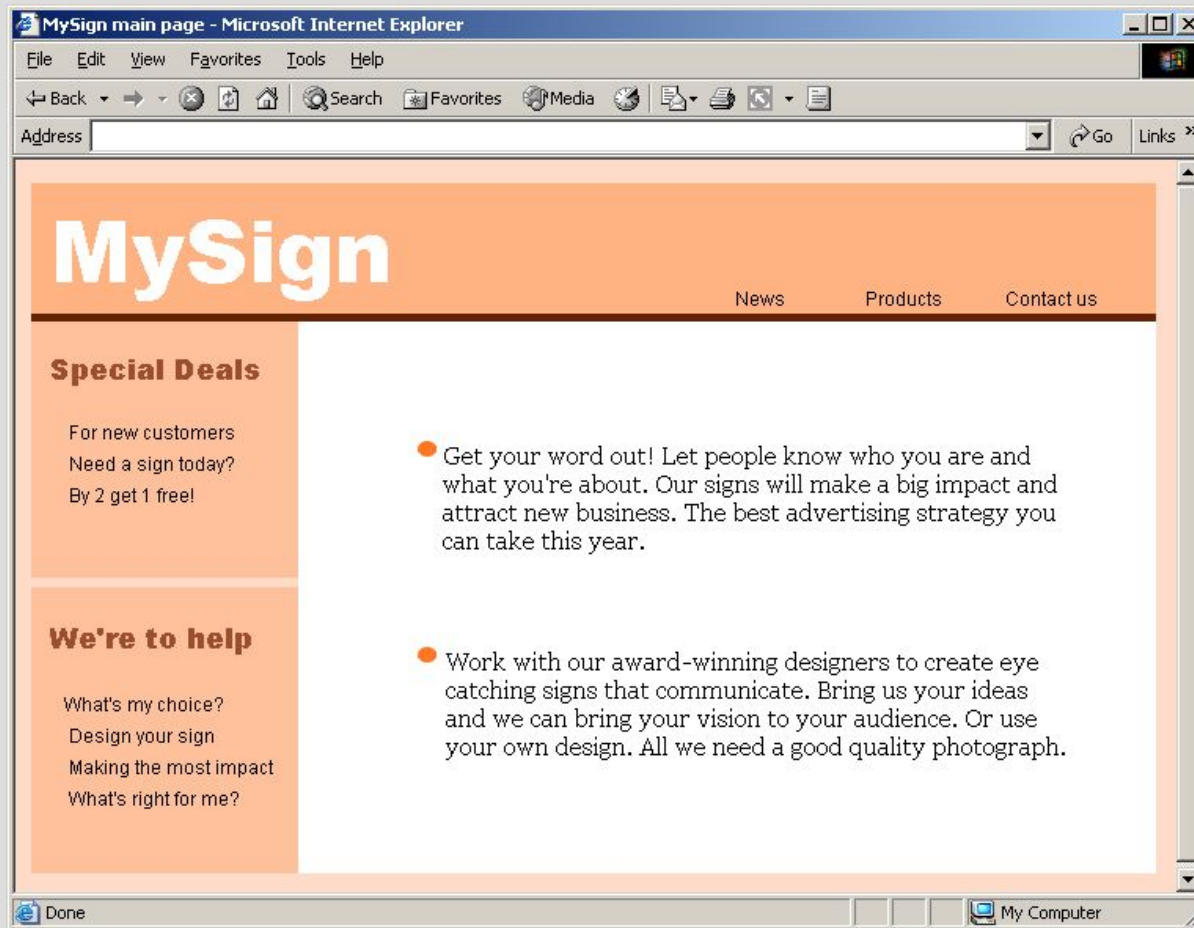 MySign main page - Microsoft Internet Explorer
File Edit View Favorites Tools Help
Back Search Favorites Media
Address Go Links »
MySign
News Products Contact us
Special Deals
For new customers
Need a sign today?
By 2 get 1 free!
Get your word out! Let people know who you are and
what you're about. Our signs will make a big impact and
attract new business. The best advertising strategy you
can take this year.
We're to help
What's my choice?
Design your sign
Making the most impact
What's right for me?
Work with our award-winning designers to create eye
catching signs that communicate. Bring us your ideas
and we can bring your vision to your audience. Or use
your own design. All we need a good quality photograph.
Done My Computer